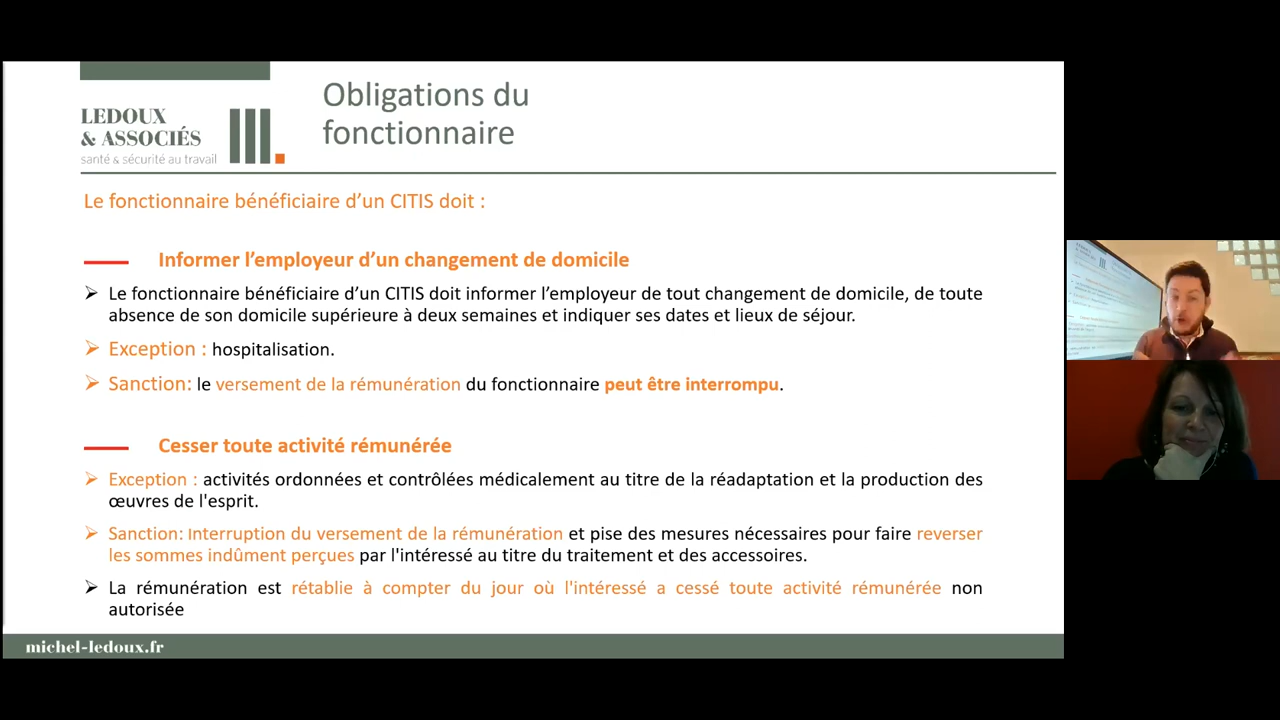 LEDOUX
& ASSOCIÉS
santé & sécurité au travail
Obligations du
fonctionnaire
Le fonctionnaire bénéficiaire d’un CITIS doit :
Informer l’employeur d’un changement de domicile
Le fonctionnaire bénéficiaire d’un CITIS doit informer l’employeur de tout changement de domicile, de toute
absence de son domicile supérieure à deux semaines et indiquer ses dates et lieux de séjour.
Exception : hospitalisation.
Sanction: le versement de la rémunération du fonctionnaire peut être interrompu.
Cesser toute activité rémunérée
Exception : activités ordonnées et contrôlées médicalement au titre de la réadaptation et la production des
œuvres de l'esprit.
Sanction: Interruption du versement de la rémunération et pise des mesures nécessaires pour faire reverser
les sommes indûment perçues par l'intéressé au titre du traitement et des accessoires.
La rémunération est rétablie à compter du jour où l'intéressé a cessé toute activité rémunérée non
autorisée
michel-ledoux.fr